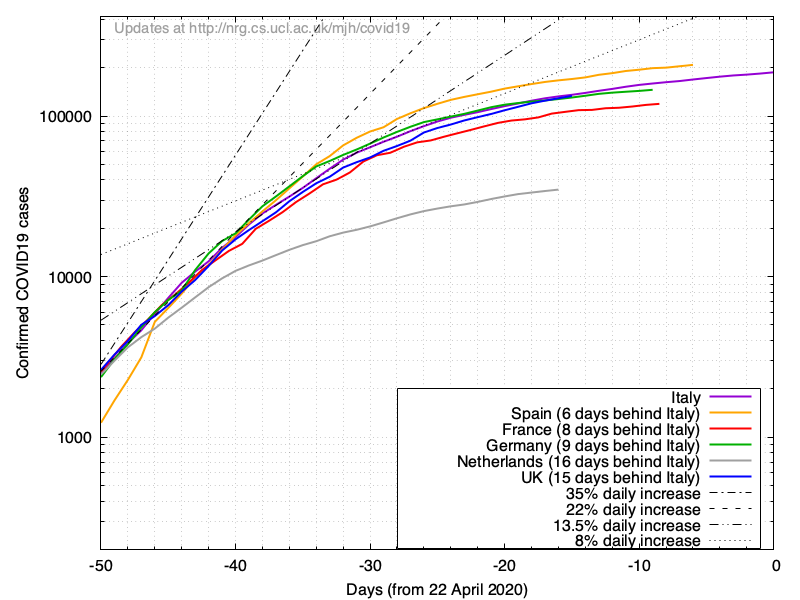 Updates at http://nrg.cs.ucl.ac.uk/mjh/covid19
100000
10000
1000
Confirmed COVID19 cases
Italy
Spain (6 days behind Italy)
France (8 days behind Italy)
Germany (9 days behind Italy)
Netherlands (16 days behind Italy)
UK (15 days behind Italy)
35% daily increase
22% daily increase
13.5% daily increase
8% daily increase
-50 -40 -30 -20 -10 0
Days (from 22 April 2020)